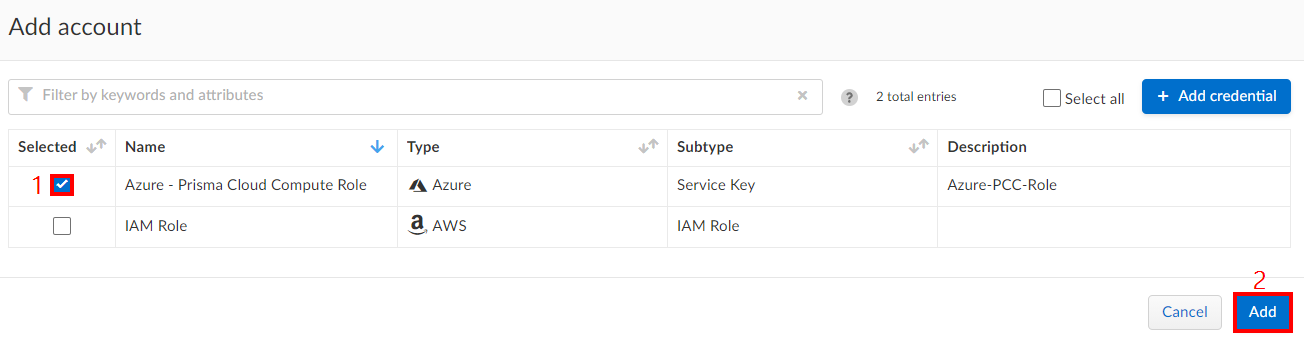 Add account
Filter by keywords and attributes × ? 2 total entries Select all + Add credential
Selected Name Type Subtype Description
1 Azure - Prisma Cloud Compute Role Azure Service Key Azure-PCC-Role
IAM Role AWS IAM Role
2
Cancel Add